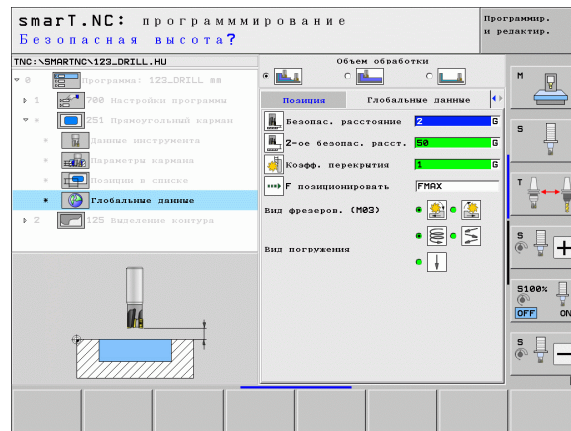 smarT.NC: программмирование
Программир.
и редактир.
Безопасная высота?
TNC:\SMARTNC\123_DRILL.HU
0 Программа: 123_DRILL мм
1 700 Настройки программы
* 251 Прямоугольный карман
* Данные инструмента
* Параметры кармана
* Позиции в списке
* Глобальные данные
2 125 Выделение контура
Объем обработки
Позиция Глобальные данные
Безопас. расстояние 2 G
2-ое безопас. расст. 50 G
Коэфф. перекрытия 1 G
F позиционировать FMAX
Вид фрезеров. (M03)
Вид погружения
M
S
T
S
S100%
OFF ON
S